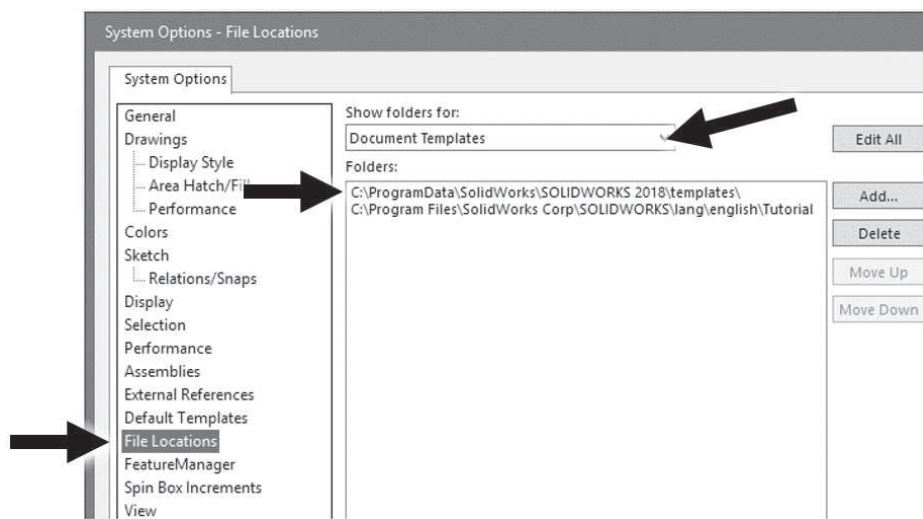 System Options - File Locations
System Options
General
Drawings
Display Style
Area Hatch/Fi
Performance
Colors
Sketch
Relations/Snaps
Display
Selection
Performance
Assemblies
External References
Default Templates
File Locations
FeatureManager
Spin Box Increments
View
Show folders for:
Document Templates
Folders:
C:\ProgramData\SolidWorks\SOLIDWORKS 2018\templates\
C:\Program Files\SolidWorks Corp\SOLIDWORKS\lang\english\Tutorial
Edit All
Add...
Delete
Move Up
Move Down